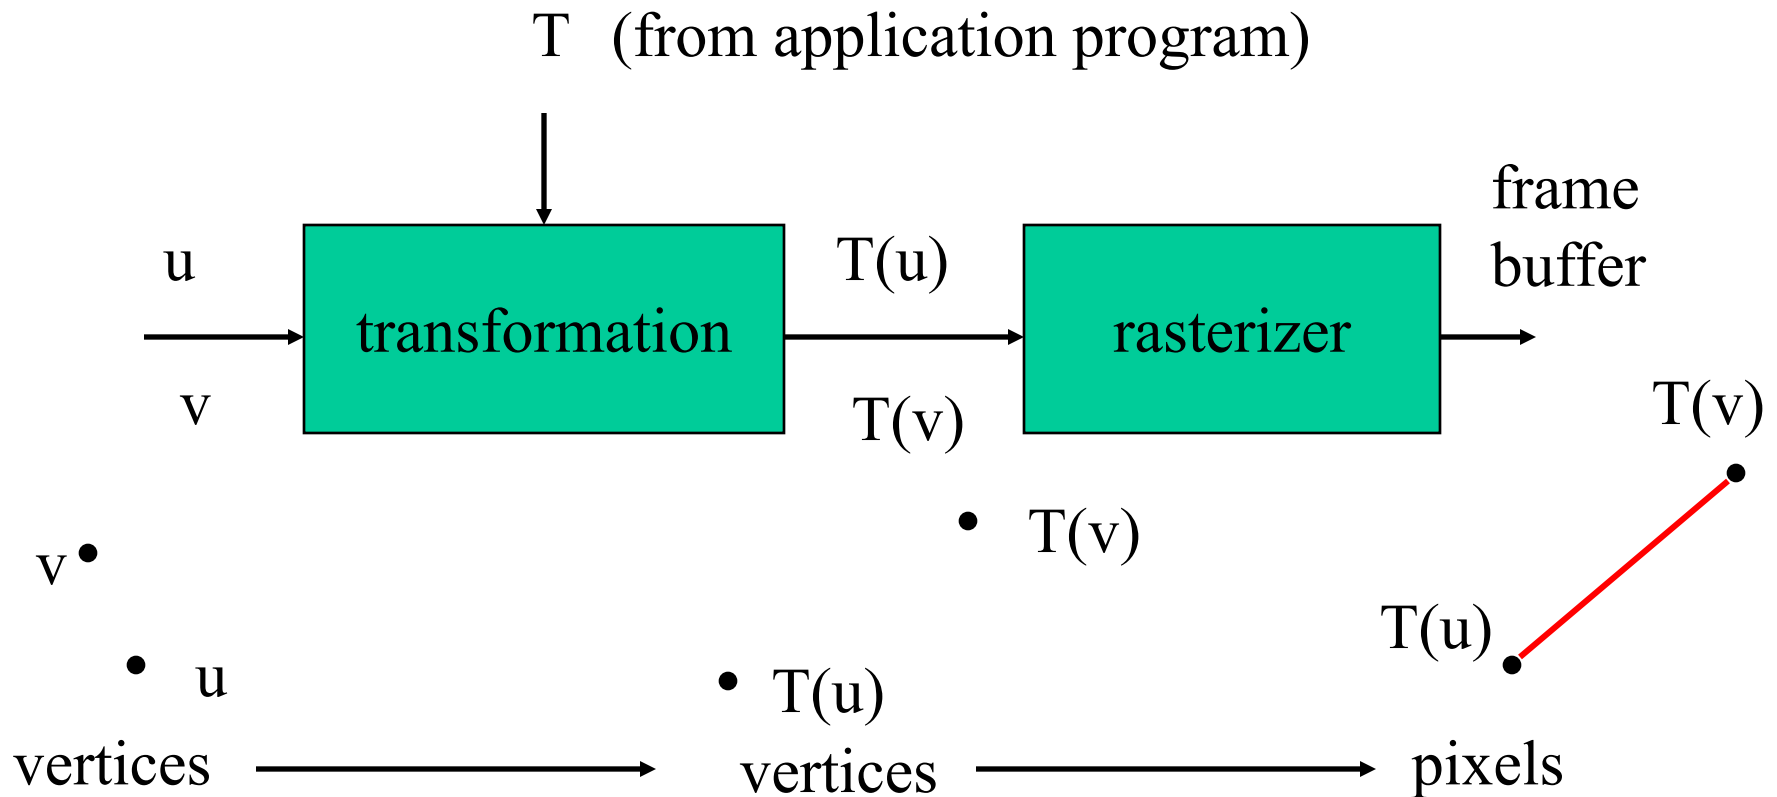 T (from application program)
frame
buffer
u
T(u)
transformation
rasterizer
v
T(v)
T(v)
T(v)
v
T(u)
u
T(u)
vertices
vertices
pixels